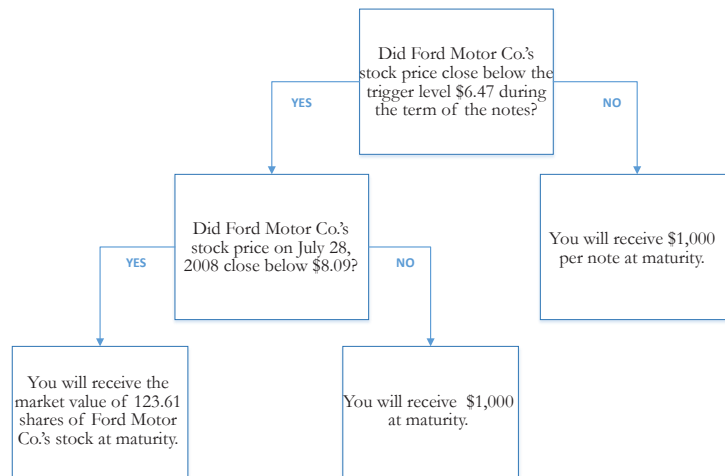 Did Ford Motor Co.'s
stock price close below the
trigger level $6.47 during
the term of the notes?
YES
NO
Did Ford Motor Co.'s
stock price on July 28,
2008 close below $8.09?
You will receive $1,000
per note at maturity.
YES
NO
You will receive the
market value of 123.61
shares of Ford Motor
Co.'s stock at maturity.
You will receive $1,000
at maturity.